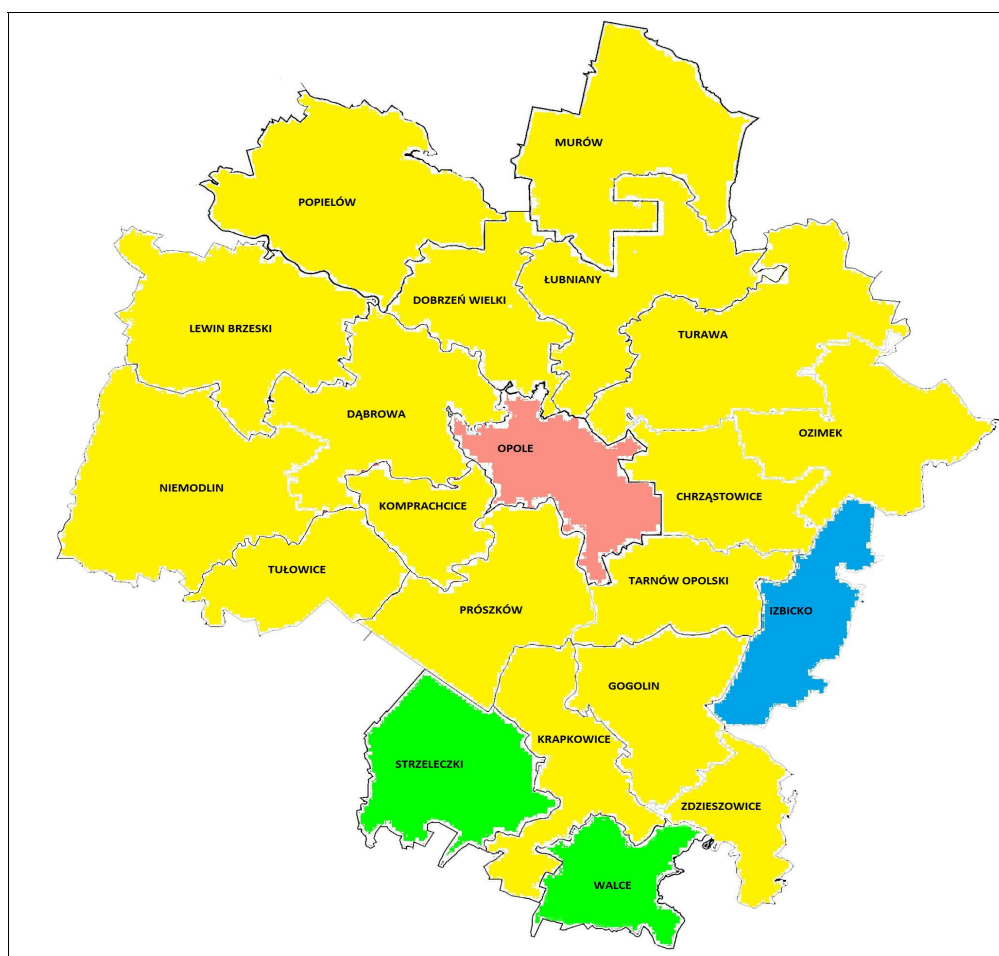 MURÓW
POPIELÓW
ŁUBNIANY
DOBRZEŃ WIELKI
LEWIN BRZESKI
TURAWA
DĄBROWA
OZIMEK
OPOLE
NIEMODLIN
CHRZĄSTOWICE
KOMPRACHCICE
TUŁOWICE
TARNÓW OPOLSKI
PRÓSZKÓW
IZBICKO
GOGOLIN
KRAPKOWICE
STRZELECZKI
ZDZIESZOWICE
WALCE